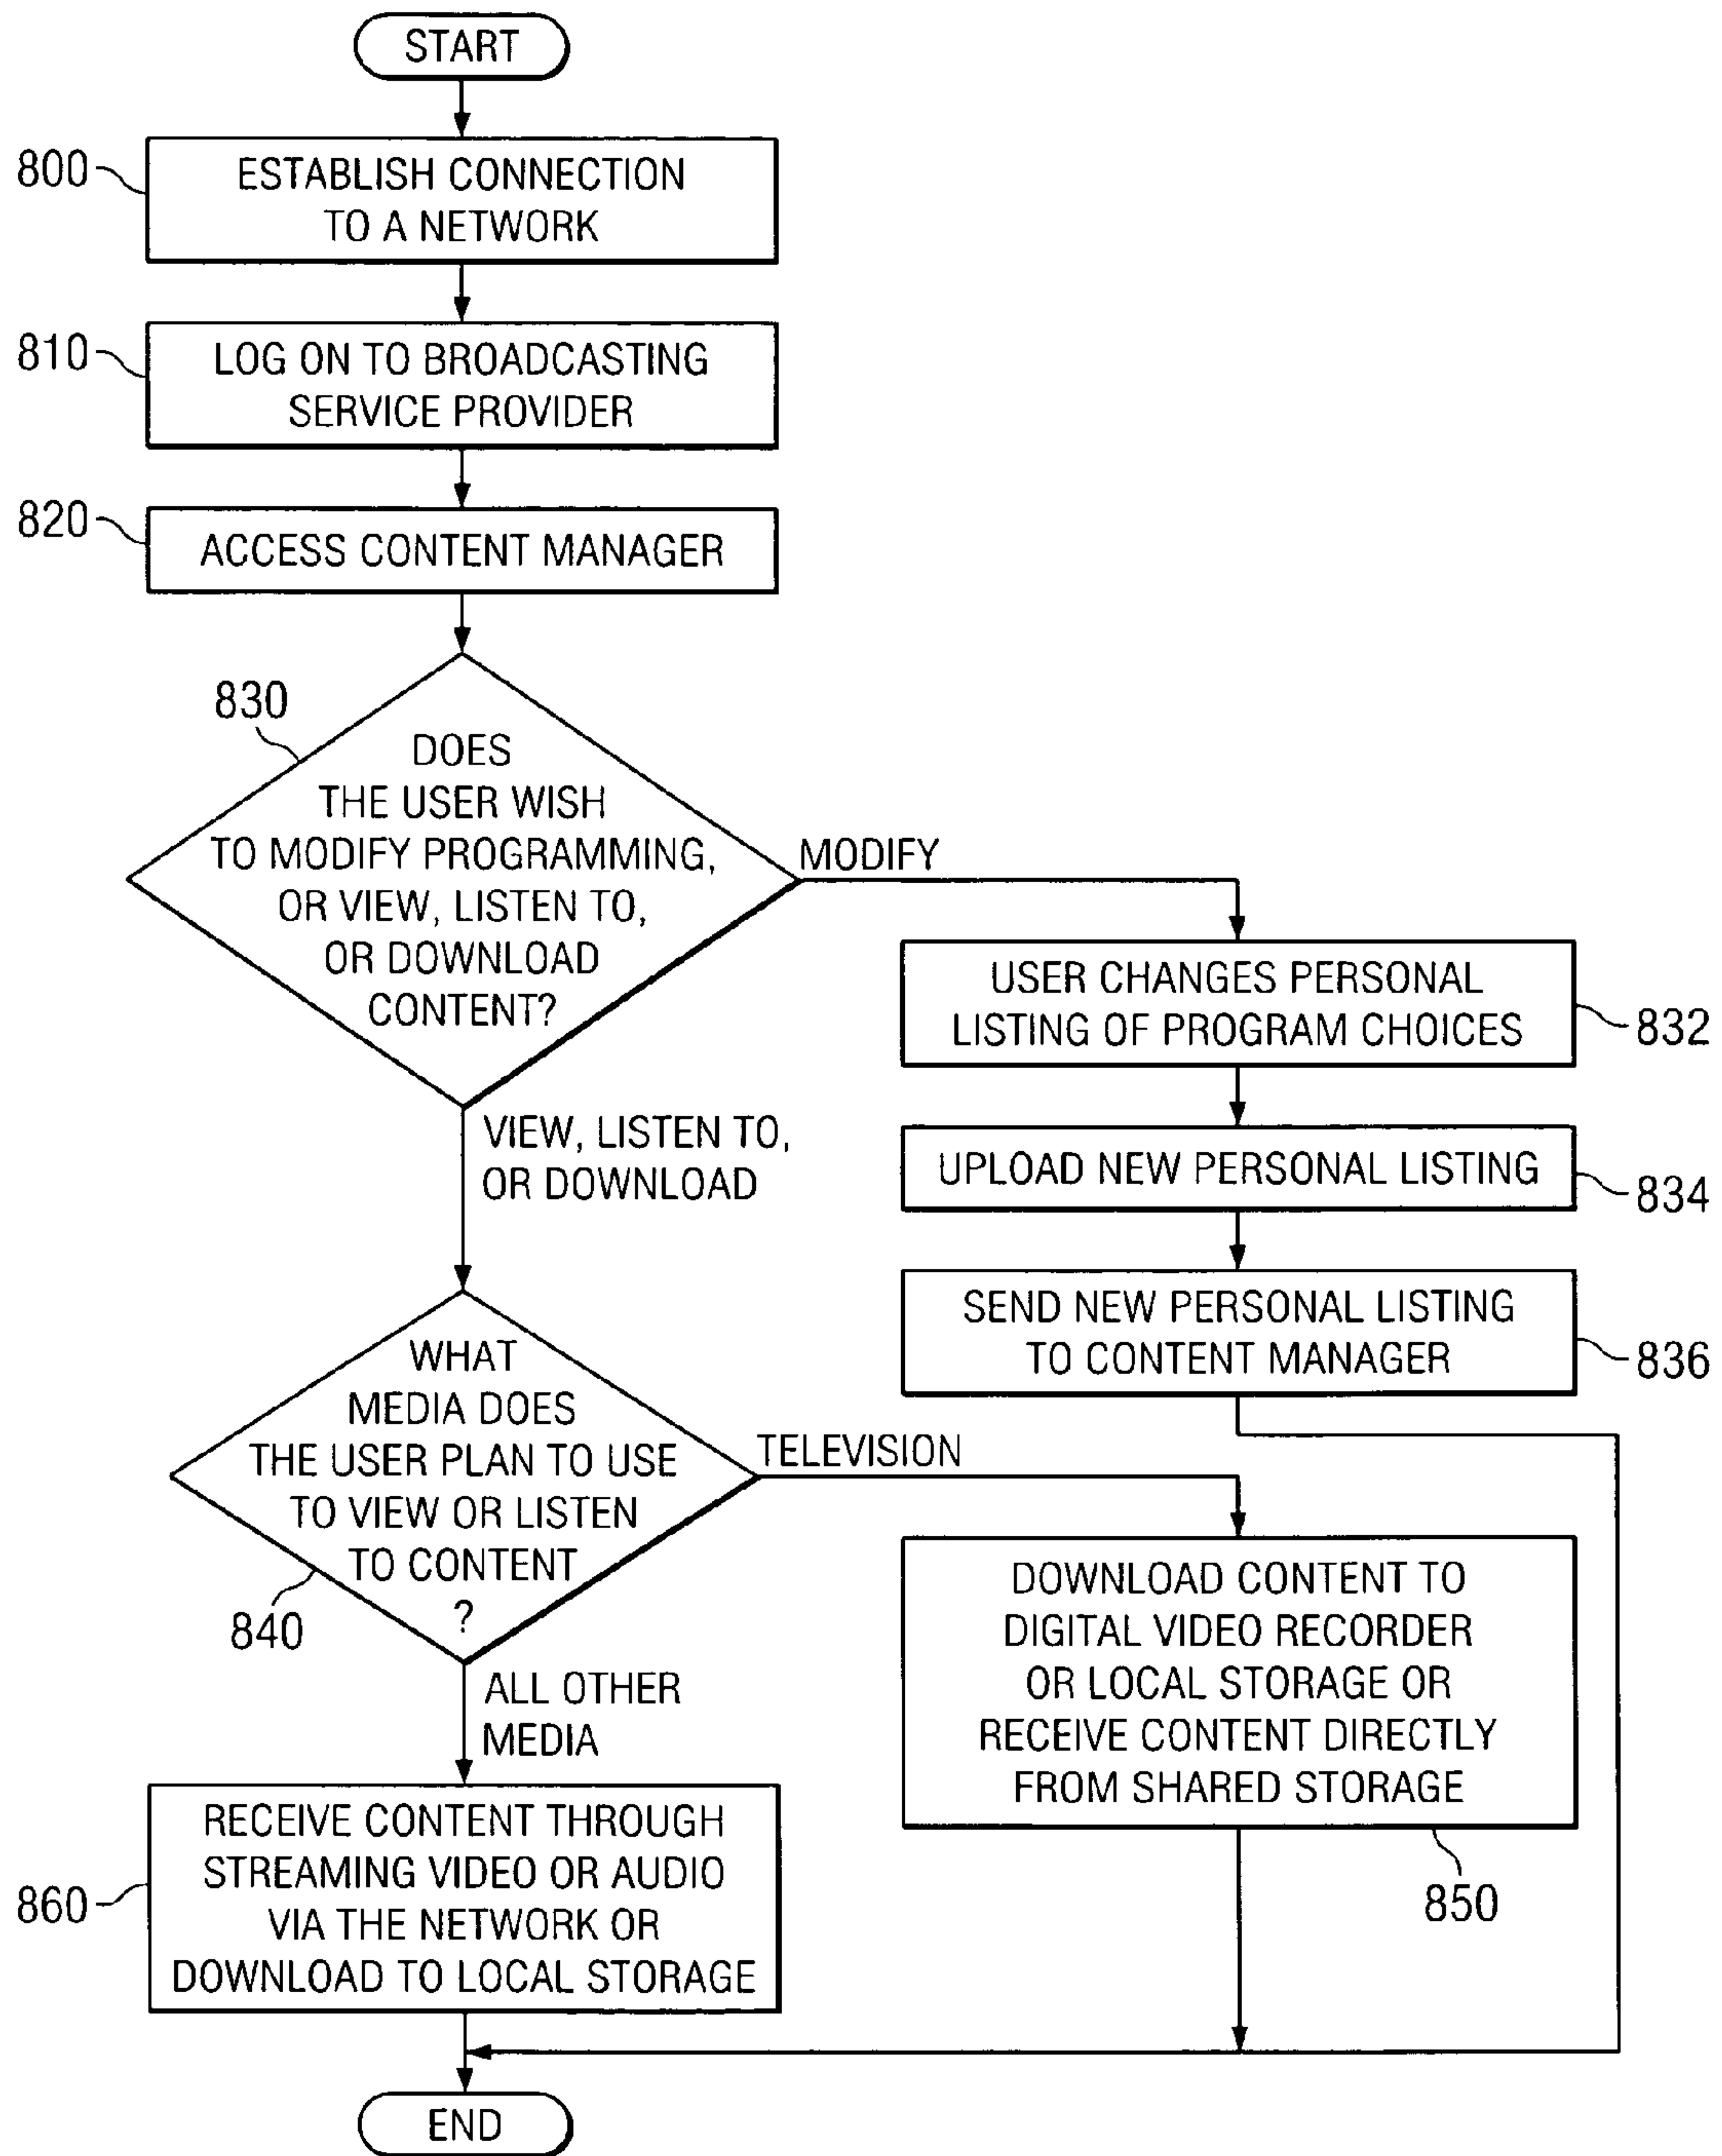 START
800
ESTABLISH CONNECTION
TO A NETWORK
810
LOG ON TO BROADCASTING
SERVICE PROVIDER
820
ACCESS CONTENT MANAGER
830
DOES
THE USER WISH
TO MODIFY PROGRAMMING,
OR VIEW, LISTEN TO,
OR DOWNLOAD
CONTENT?
MODIFY
USER CHANGES PERSONAL
LISTING OF PROGRAM CHOICES
832
UPLOAD NEW PERSONAL LISTING
834
SEND NEW PERSONAL LISTING
TO CONTENT MANAGER
836
VIEW, LISTEN TO,
OR DOWNLOAD
WHAT
MEDIA DOES
THE USER PLAN TO USE
TO VIEW OR LISTEN
TO CONTENT
?
840
TELEVISION
DOWNLOAD CONTENT TO
DIGITAL VIDEO RECORDER
OR LOCAL STORAGE OR
RECEIVE CONTENT DIRECTLY
FROM SHARED STORAGE
850
ALL OTHER
MEDIA
860
RECEIVE CONTENT THROUGH
STREAMING VIDEO OR AUDIO
VIA THE NETWORK OR
DOWNLOAD TO LOCAL STORAGE
END